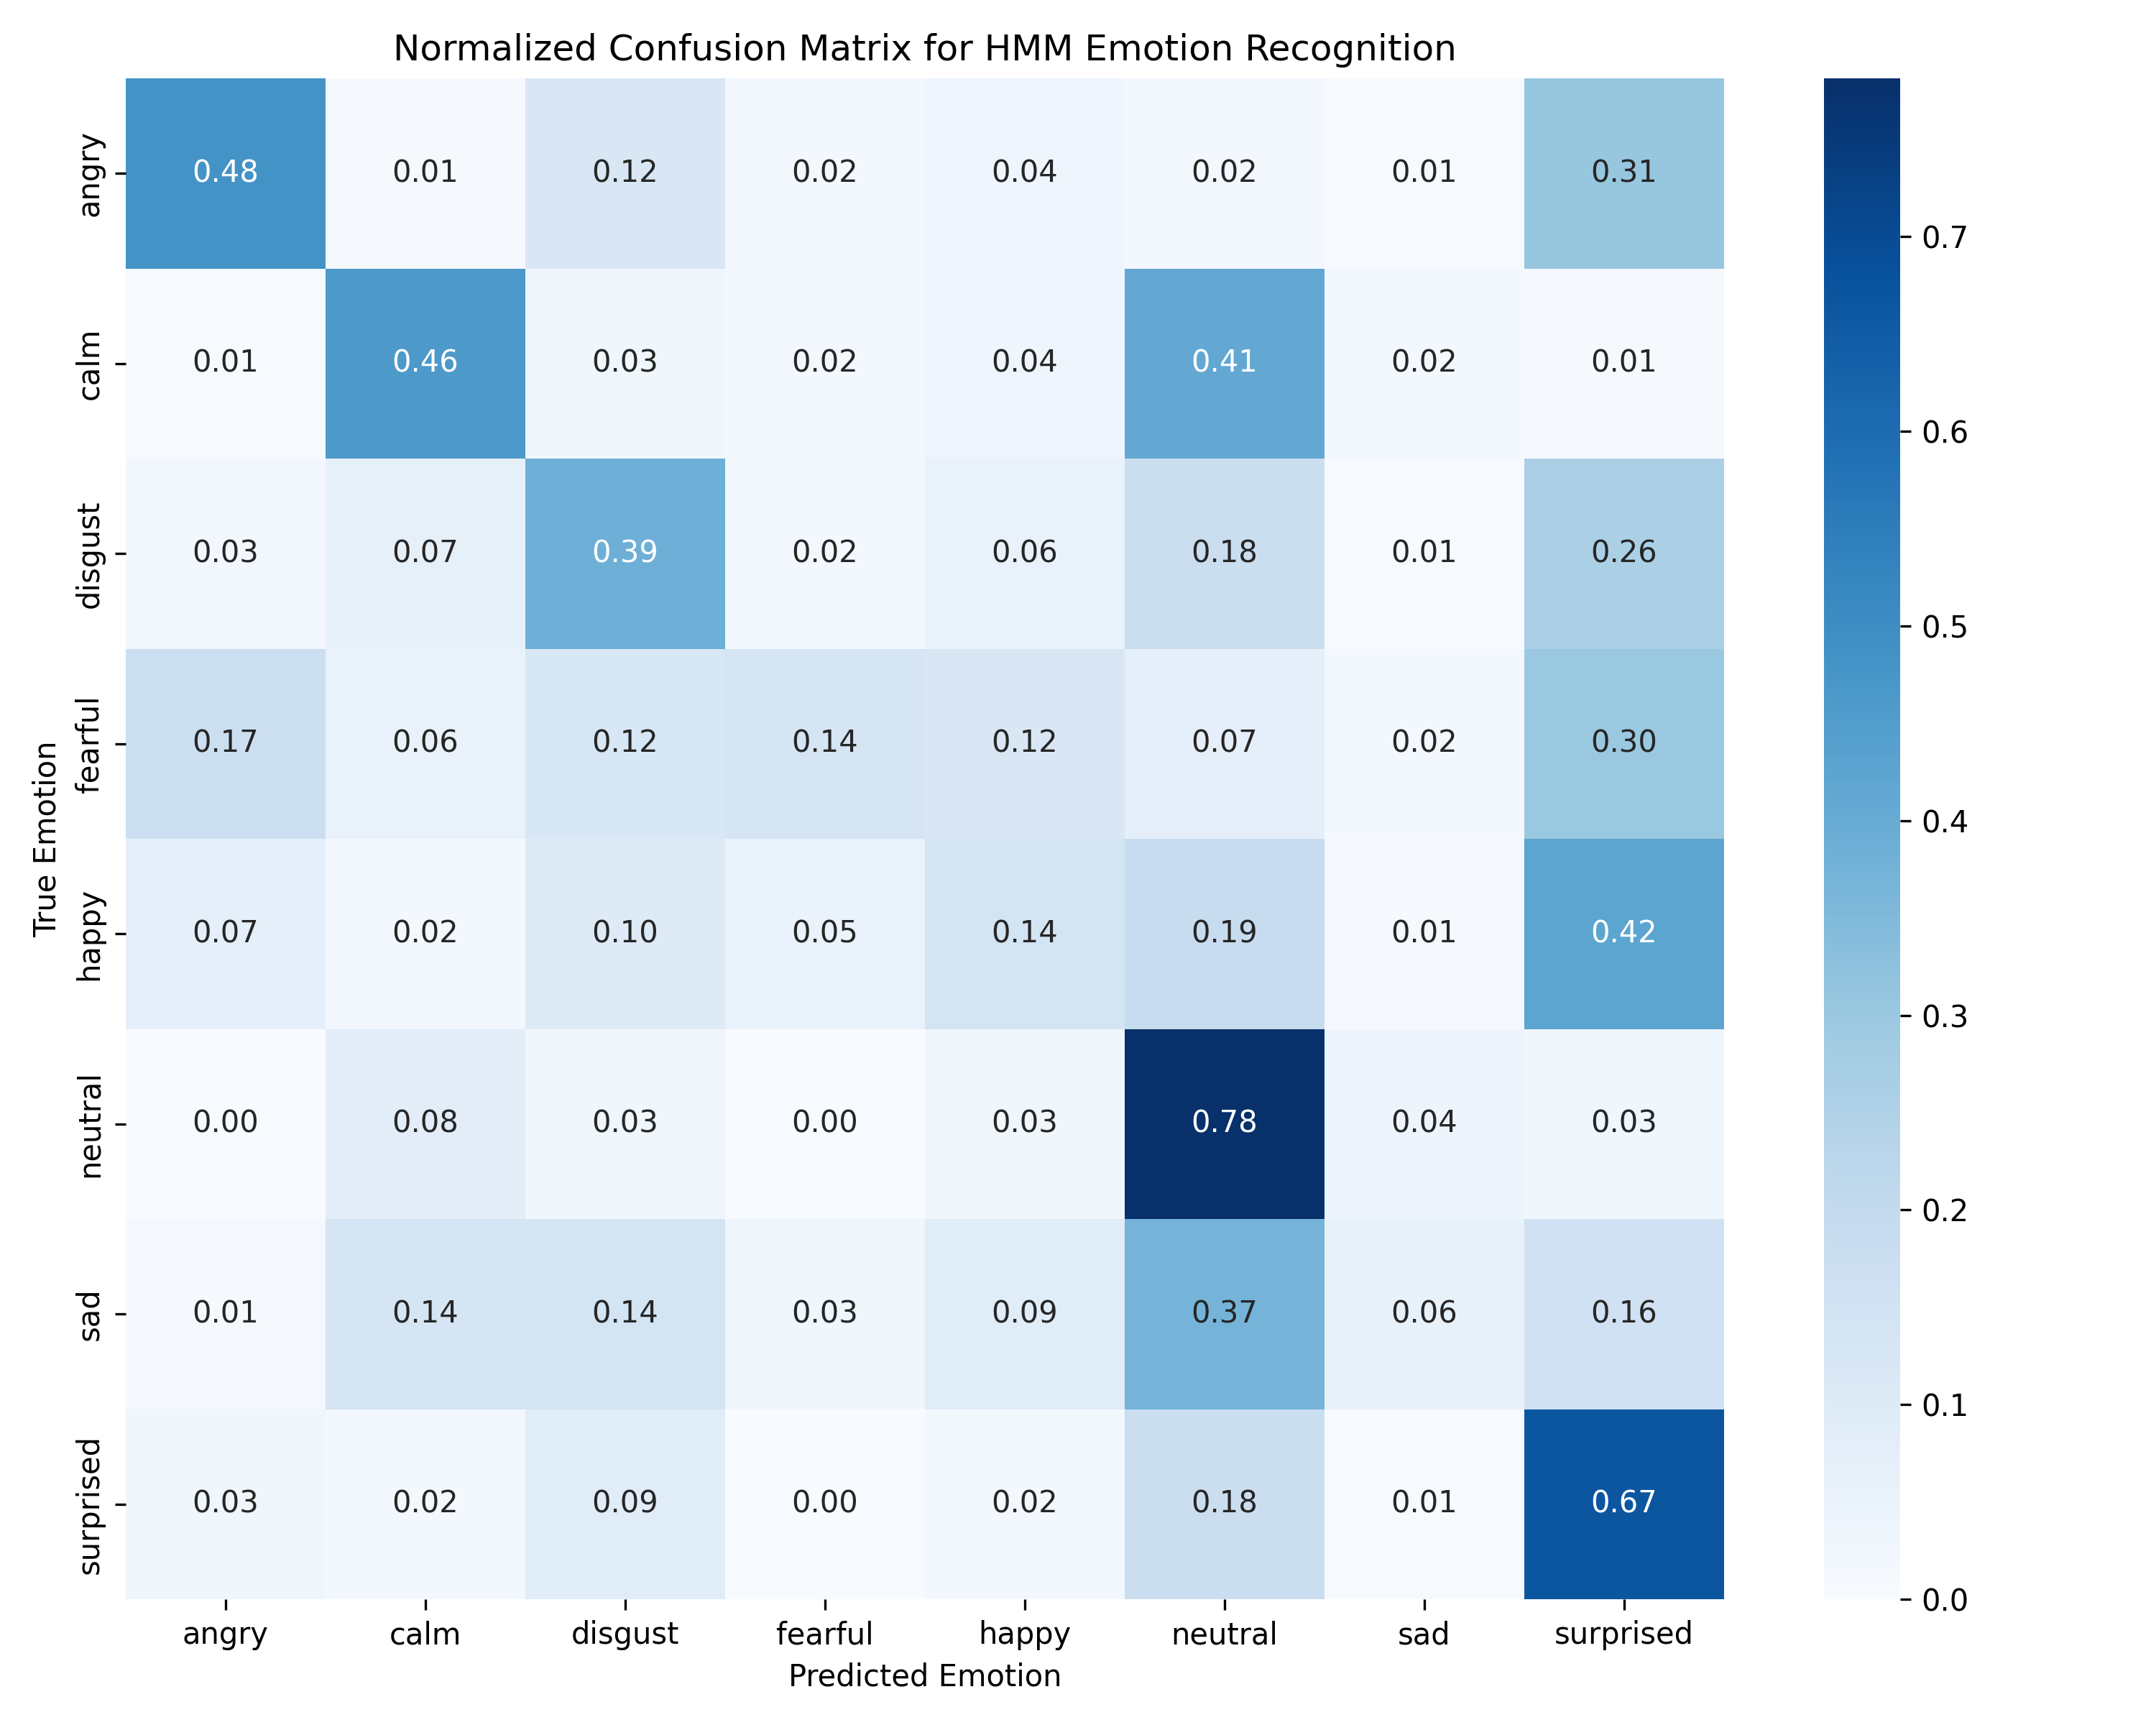 Normalized Confusion Matrix for HMM Emotion Recognition
angry 0.48 0.01 0.12 0.02 0.04 0.02 0.01 0.31
calm 0.01 0.46 0.03 0.02 0.04 0.41 0.02 0.01
disgust 0.03 0.07 0.39 0.02 0.06 0.18 0.01 0.26
fearful 0.17 0.06 0.12 0.14 0.12 0.07 0.02 0.30
happy 0.07 0.02 0.10 0.05 0.14 0.19 0.01 0.42
neutral 0.00 0.08 0.03 0.00 0.03 0.78 0.04 0.03
sad 0.01 0.14 0.14 0.03 0.09 0.37 0.06 0.16
surprised 0.03 0.02 0.09 0.00 0.02 0.18 0.01 0.67
True Emotion
angry calm disgust fearful happy neutral sad surprised
Predicted Emotion
0.7
0.6
0.5
0.4
0.3
0.2
0.1
0.0